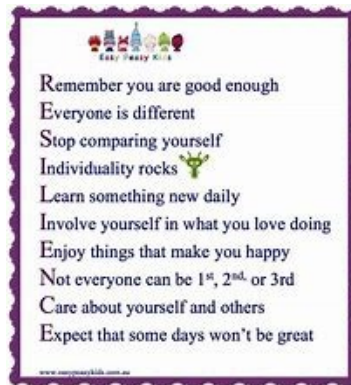 Easy Peasy Kids
Remember you are good enough
Everyone is different
Stop comparing yourself
Individuality rocks
Learn something new daily
Involve yourself in what you love doing
Enjoy things that make you happy
Not everyone can be 1st, 2nd, or 3rd
Care about yourself and others
Expect that some days won't be great
www.easypeasykids.com.au